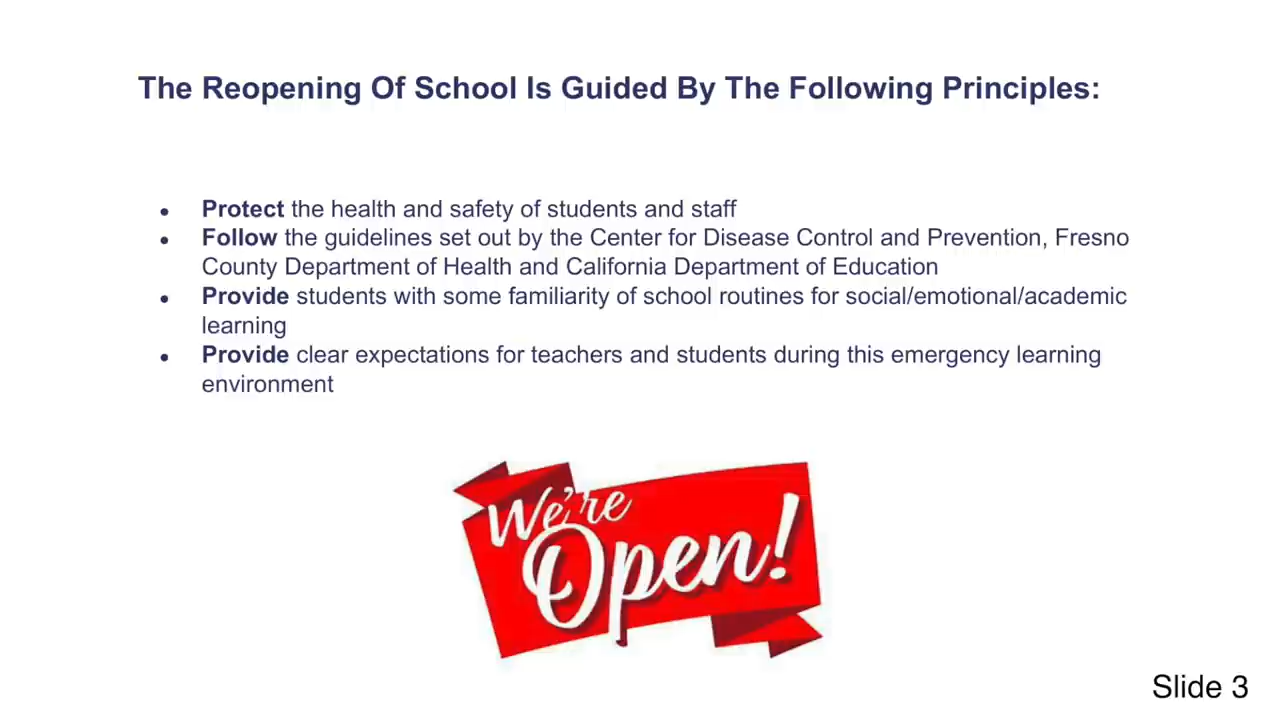 The Reopening Of School Is Guided By The Following Principles:
● Protect the health and safety of students and staff
● Follow the guidelines set out by the Center for Disease Control and Prevention, Fresno
County Department of Health and California Department of Education
● Provide students with some familiarity of school routines for social/emotional/academic
learning
● Provide clear expectations for teachers and students during this emergency learning
environment
We're
Open!
Slide 3